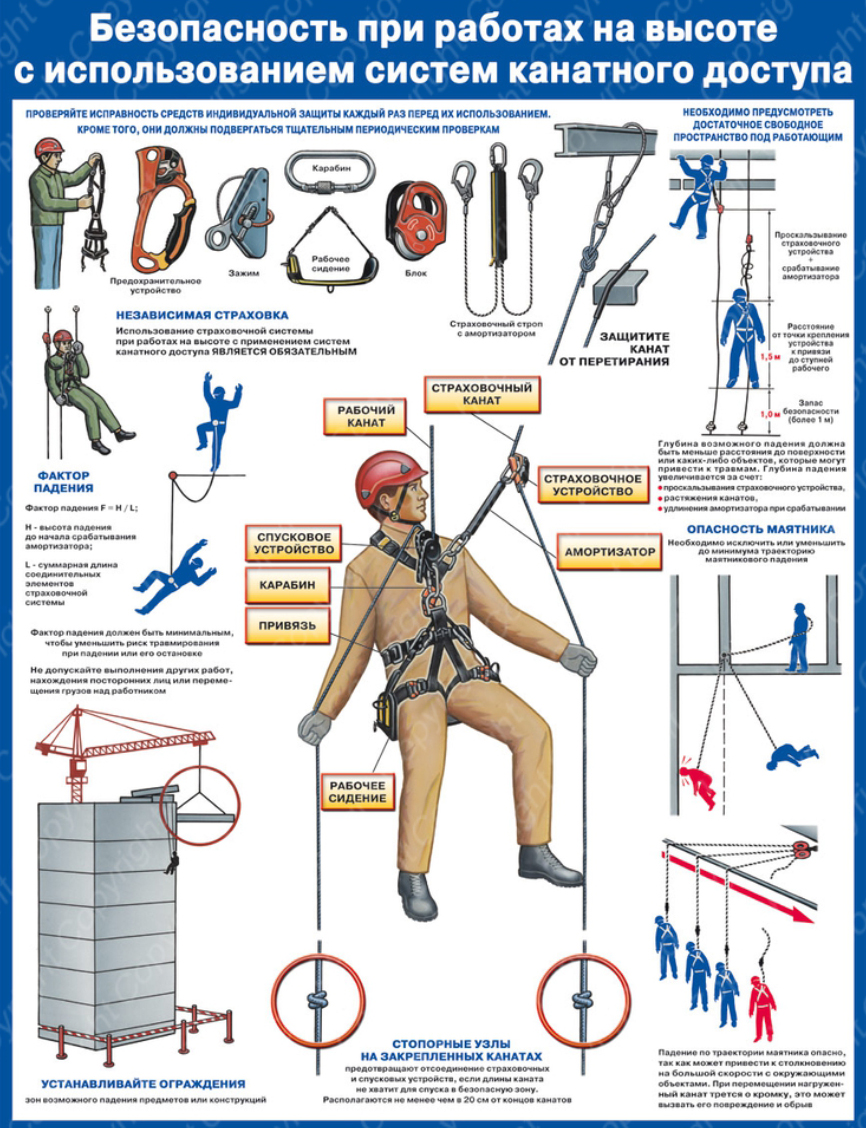 Безопасность при работах на высоте
с использованием систем канатного доступа
ПРОВЕРЯЙТЕ ИСПРАВНОСТЬ СРЕДСТВ ИНДИВИДУАЛЬНОЙ ЗАЩИТЫ КАЖДЫЙ РАЗ ПЕРЕД ИХ ИСПОЛЬЗОВАНИЕМ.
КРОМЕ ТОГО, ОНИ ДОЛЖНЫ ПОДВЕРГАТЬСЯ ТЩАТЕЛЬНЫМ ПЕРИОДИЧЕСКИМ ПРОВЕРКАМ
НЕОБХОДИМО ПРЕДУСМОТРЕТЬ
ДОСТАТОЧНОЕ СВОБОДНОЕ
ПРОСТРАНСТВО ПОД РАБОТАЮЩИМ
Карабин
Рабочее
сидение
Предохранительное
устройство
Зажим
Блок
Страховочный строп
с амортизатором
ЗАЩИТИТЕ
КАНАТ
ОТ ПЕРЕТИРАНИЯ
Проскальзывание
страховочного
устройства
+
срабатывание
амортизатора
Расстояние
от точки крепления
устройства
к привязи
до ступней
рабочего
1,5 м
Запас
безопасности
(более 1 м)
1,0 м
Глубина возможного падения должна
быть меньше расстояния до поверхности
или каких-либо объектов, которые могут
привести к травмам. Глубина падения
увеличивается за счет:
• проскальзывания страховочного устройства,
• растяжения канатов,
• удлинения амортизатора при срабатывании
НЕЗАВИСИМАЯ СТРАХОВКА
Использование страховочной системы
при работах на высоте с применением систем
канатного доступа ЯВЛЯЕТСЯ ОБЯЗАТЕЛЬНЫМ
ФАКТОР
ПАДЕНИЯ
Фактор падения F = H / L;
H - высота падения
до начала срабатывания
амортизатора;
L - суммарная длина
соединительных
элементов
страховочной
системы
Фактор падения должен быть минимальным,
чтобы уменьшить риск травмирования
при падении или его остановке
Не допускайте выполнения других работ,
нахождения посторонних лиц или переме-
щения грузов над работником
СТРАХОВОЧНЫЙ
КАНАТ
РАБОЧИЙ
КАНАТ
СТРАХОВОЧНОЕ
УСТРОЙСТВО
СПУСКОВОЕ
УСТРОЙСТВО
АМОРТИЗАТОР
КАРАБИН
ПРИВЯЗЬ
РАБОЧЕЕ
СИДЕНИЕ
ОПАСНОСТЬ МАЯТНИКА
Необходимо исключить или уменьшить
до минимума траекторию
маятникового падения
Падение по траектории маятника опасно,
так как может привести к столкновению
на большой скорости с окружающими
объектами. При перемещении нагружен-
ный канат трется о кромку, это может
вызвать его повреждение и обрыв
СТОПОРНЫЕ УЗЛЫ
НА ЗАКРЕПЛЕННЫХ КАНАТАХ
предотвращают отсоединение страховочных
и спусковых устройств, если длины каната
не хватит для спуска в безопасную зону.
Располагаются не менее чем в 20 см от концов канатов
УСТАНАВЛИВАЙТЕ ОГРАЖДЕНИЯ
зон возможного падения предметов или конструкций